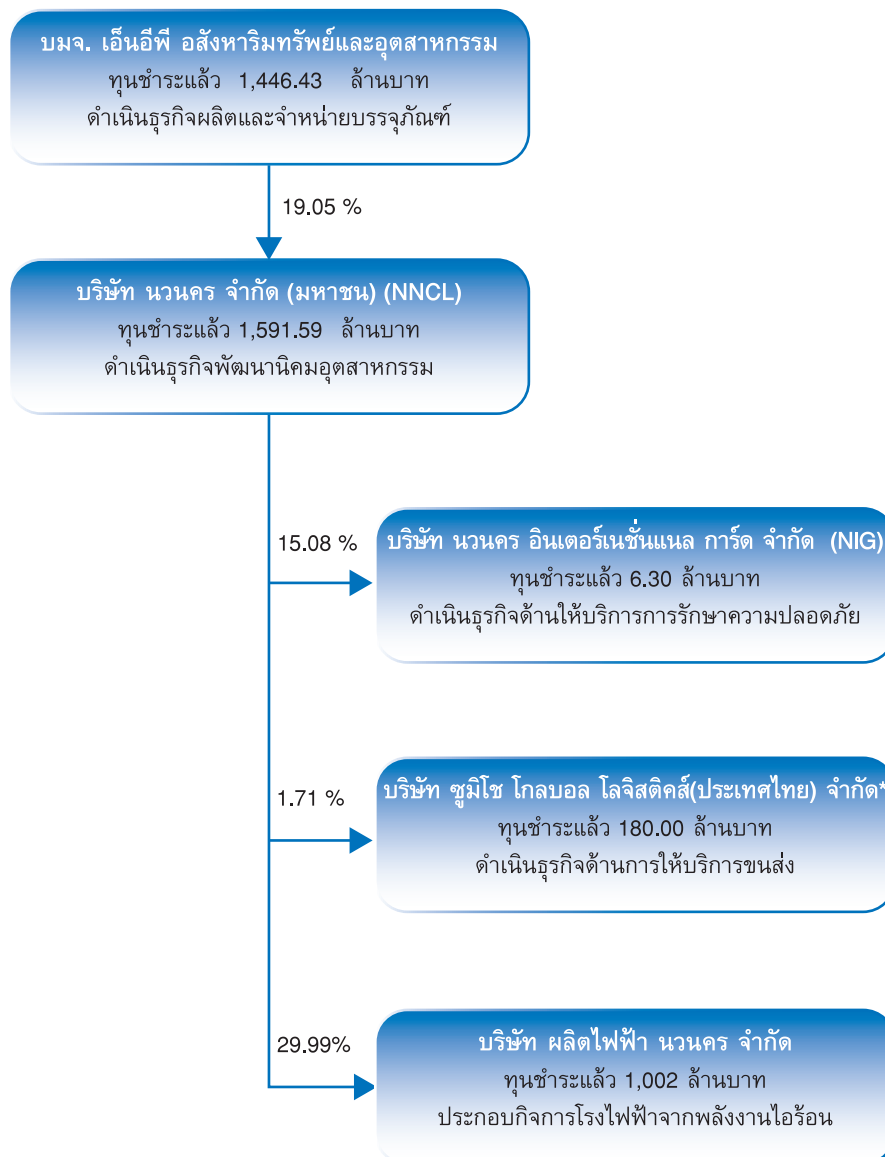 บมจ. เอ็นอีพี อสังหาริมทรัพย์และอุตสาหกรรม
ทุนชำระแล้ว 1,446.43 ล้านบาท
ดำเนินธุรกิจผลิตและจำหน่ายบรรจุภัณฑ์
19.05 %
บริษัท นวนคร จำกัด (มหาชน) (NNCL)
ทุนชำระแล้ว 1,591.59 ล้านบาท
ดำเนินธุรกิจพัฒนานิคมอุตสาหกรรม
15.08 %
บริษัท นวนคร อินเตอร์เนชั่นแนล การ์ด จำกัด (NIG)
ทุนชำระแล้ว 6.30 ล้านบาท
ดำเนินธุรกิจด้านให้บริการการรักษาความปลอดภัย
1.71 %
บริษัท ซูมิโช โกลบอล โลจิสติคส์(ประเทศไทย) จำกัด*
ทุนชำระแล้ว 180.00 ล้านบาท
ดำเนินธุรกิจด้านการให้บริการขนส่ง
29.99%
บริษัท ผลิตไฟฟ้า นวนคร จำกัด
ทุนชำระแล้ว 1,002 ล้านบาท
ประกอบกิจการโรงไฟฟ้าจากพลังงานไอร้อน